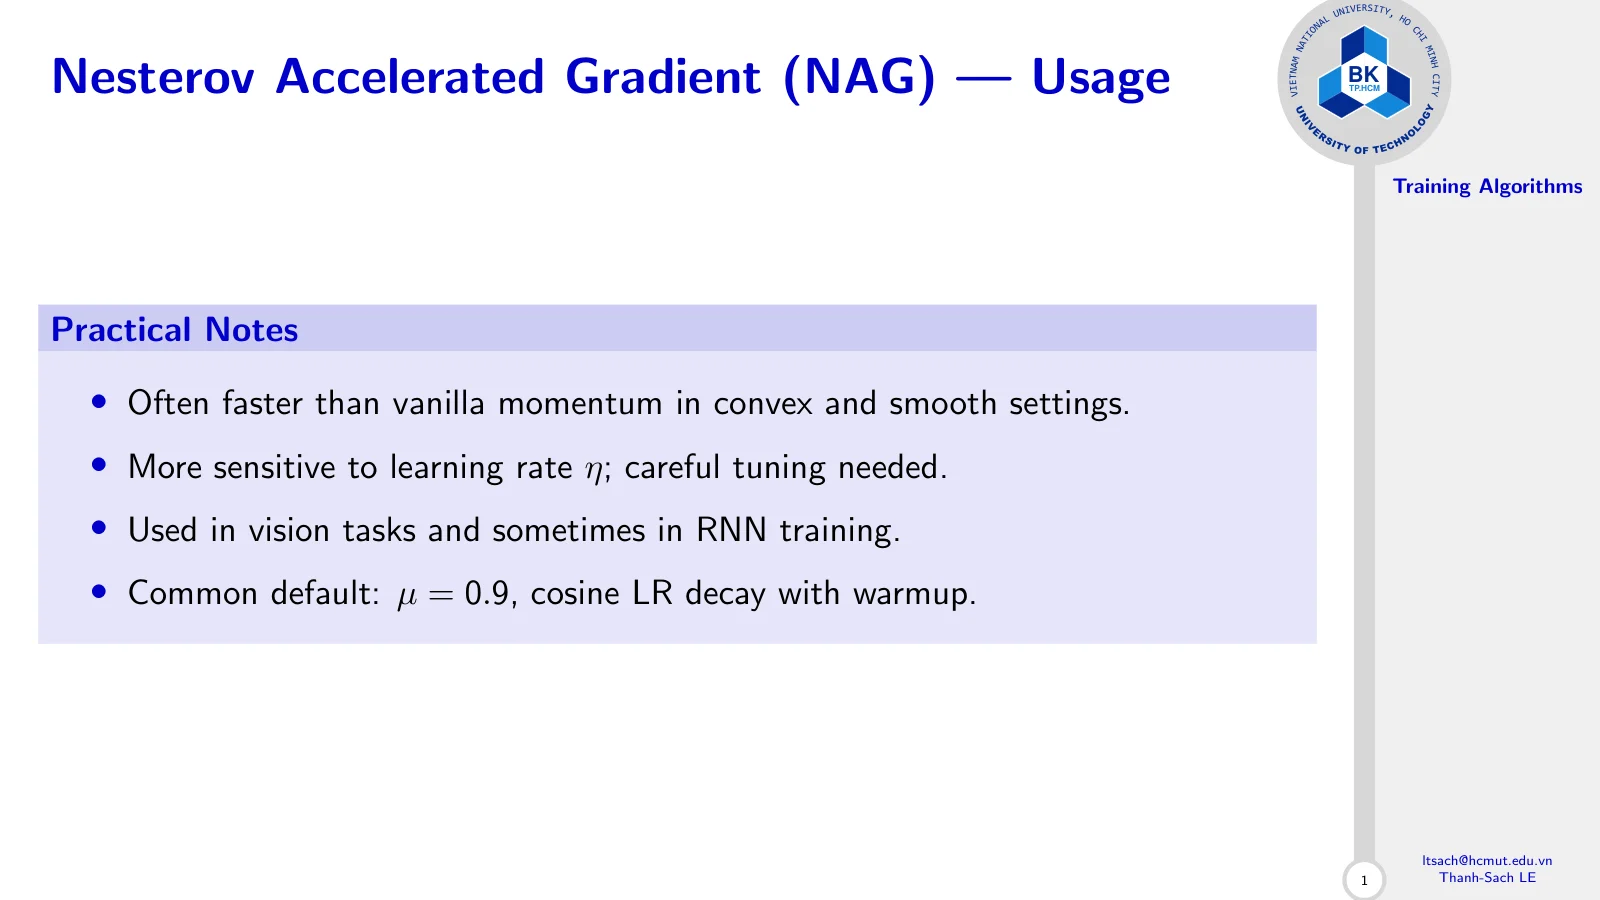 Nesterov Accelerated Gradient (NAG) — Usage
VIETNAM NATIONAL UNIVERSITY, HO CHI MINH CITY
BK
TP.HCM
UNIVERSITY OF TECHNOLOGY
Training Algorithms
Practical Notes
• Often faster than vanilla momentum in convex and smooth settings.
• More sensitive to learning rate η; careful tuning needed.
• Used in vision tasks and sometimes in RNN training.
• Common default: μ = 0.9, cosine LR decay with warmup.
ltsach@hcmut.edu.vn
Thanh-Sach LE
1